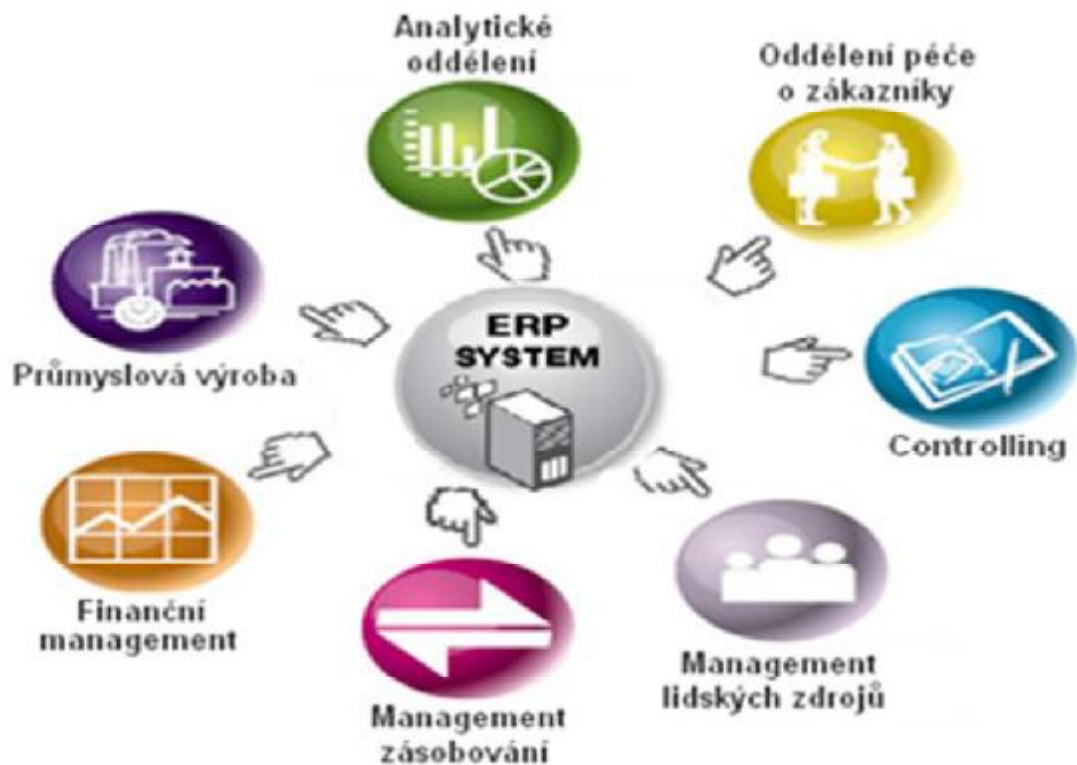 Analytické
oddělení
Oddělení péče
o zákazníky
ERP
SYSTEM
Průmyslová výroba
Controlling
Finanční
management
Management
lidských zdrojů
Management
zásobování